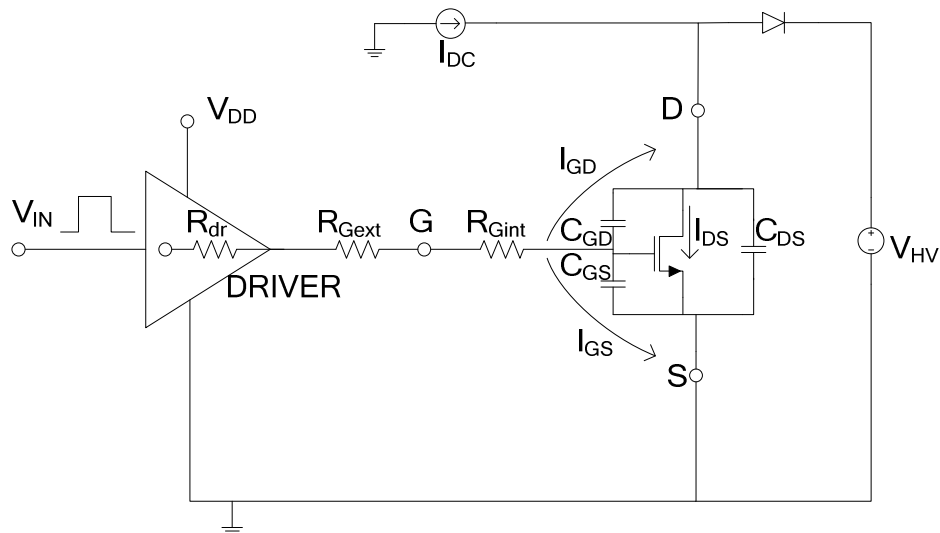 I_DC
D
V_DD
I_GD
V_IN
R_dr
R_Gext
G
R_Gint
C_GD
I_DS
C_DS
C_GS
V_HV
DRIVER
I_GS
S
+
-